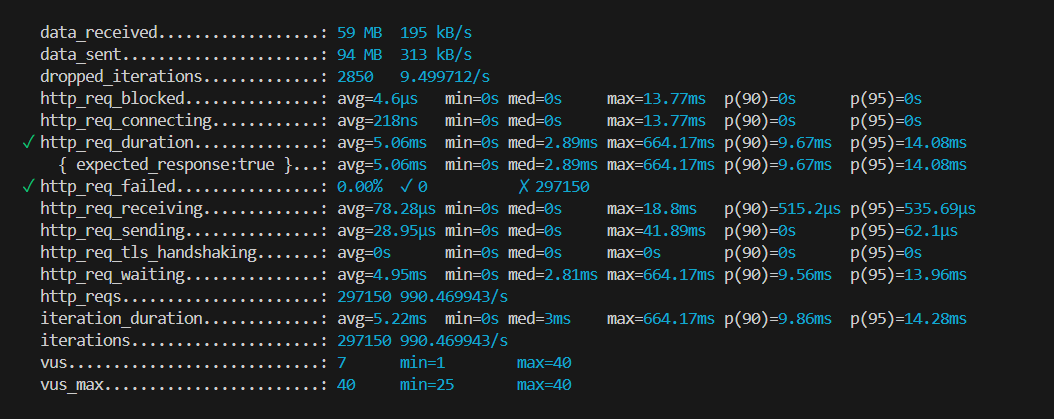 data_received..................: 59 MB  195 kB/s
data_sent......................: 94 MB  313 kB/s
dropped_iterations.............: 2850   9.499712/s
http_req_blocked...............: avg=4.6µs   min=0s med=0s     max=13.77ms  p(90)=0s      p(95)=0s
http_req_connecting............: avg=218ns   min=0s med=0s     max=13.77ms  p(90)=0s      p(95)=0s
✓ http_req_duration..............: avg=5.06ms  min=0s med=2.89ms max=664.17ms p(90)=9.67ms  p(95)=14.08ms
{ expected_response:true }...: avg=5.06ms  min=0s med=2.89ms max=664.17ms p(90)=9.67ms  p(95)=14.08ms
✓ http_req_failed................: 0.00%  ✓ 0          ✗ 297150
http_req_receiving.............: avg=78.28µs min=0s med=0s     max=18.8ms   p(90)=515.2µs p(95)=535.69µs
http_req_sending...............: avg=28.95µs min=0s med=0s     max=41.89ms  p(90)=0s      p(95)=62.1µs
http_req_tls_handshaking.......: avg=0s      min=0s med=0s     max=0s       p(90)=0s      p(95)=0s
http_req_waiting...............: avg=4.95ms  min=0s med=2.81ms max=664.17ms p(90)=9.56ms  p(95)=13.96ms
http_reqs......................: 297150 990.469943/s
iteration_duration.............: avg=5.22ms  min=0s med=3ms    max=664.17ms p(90)=9.86ms  p(95)=14.28ms
iterations.....................: 297150 990.469943/s
vus............................: 7      min=1        max=40
vus_max........................: 40     min=25       max=40